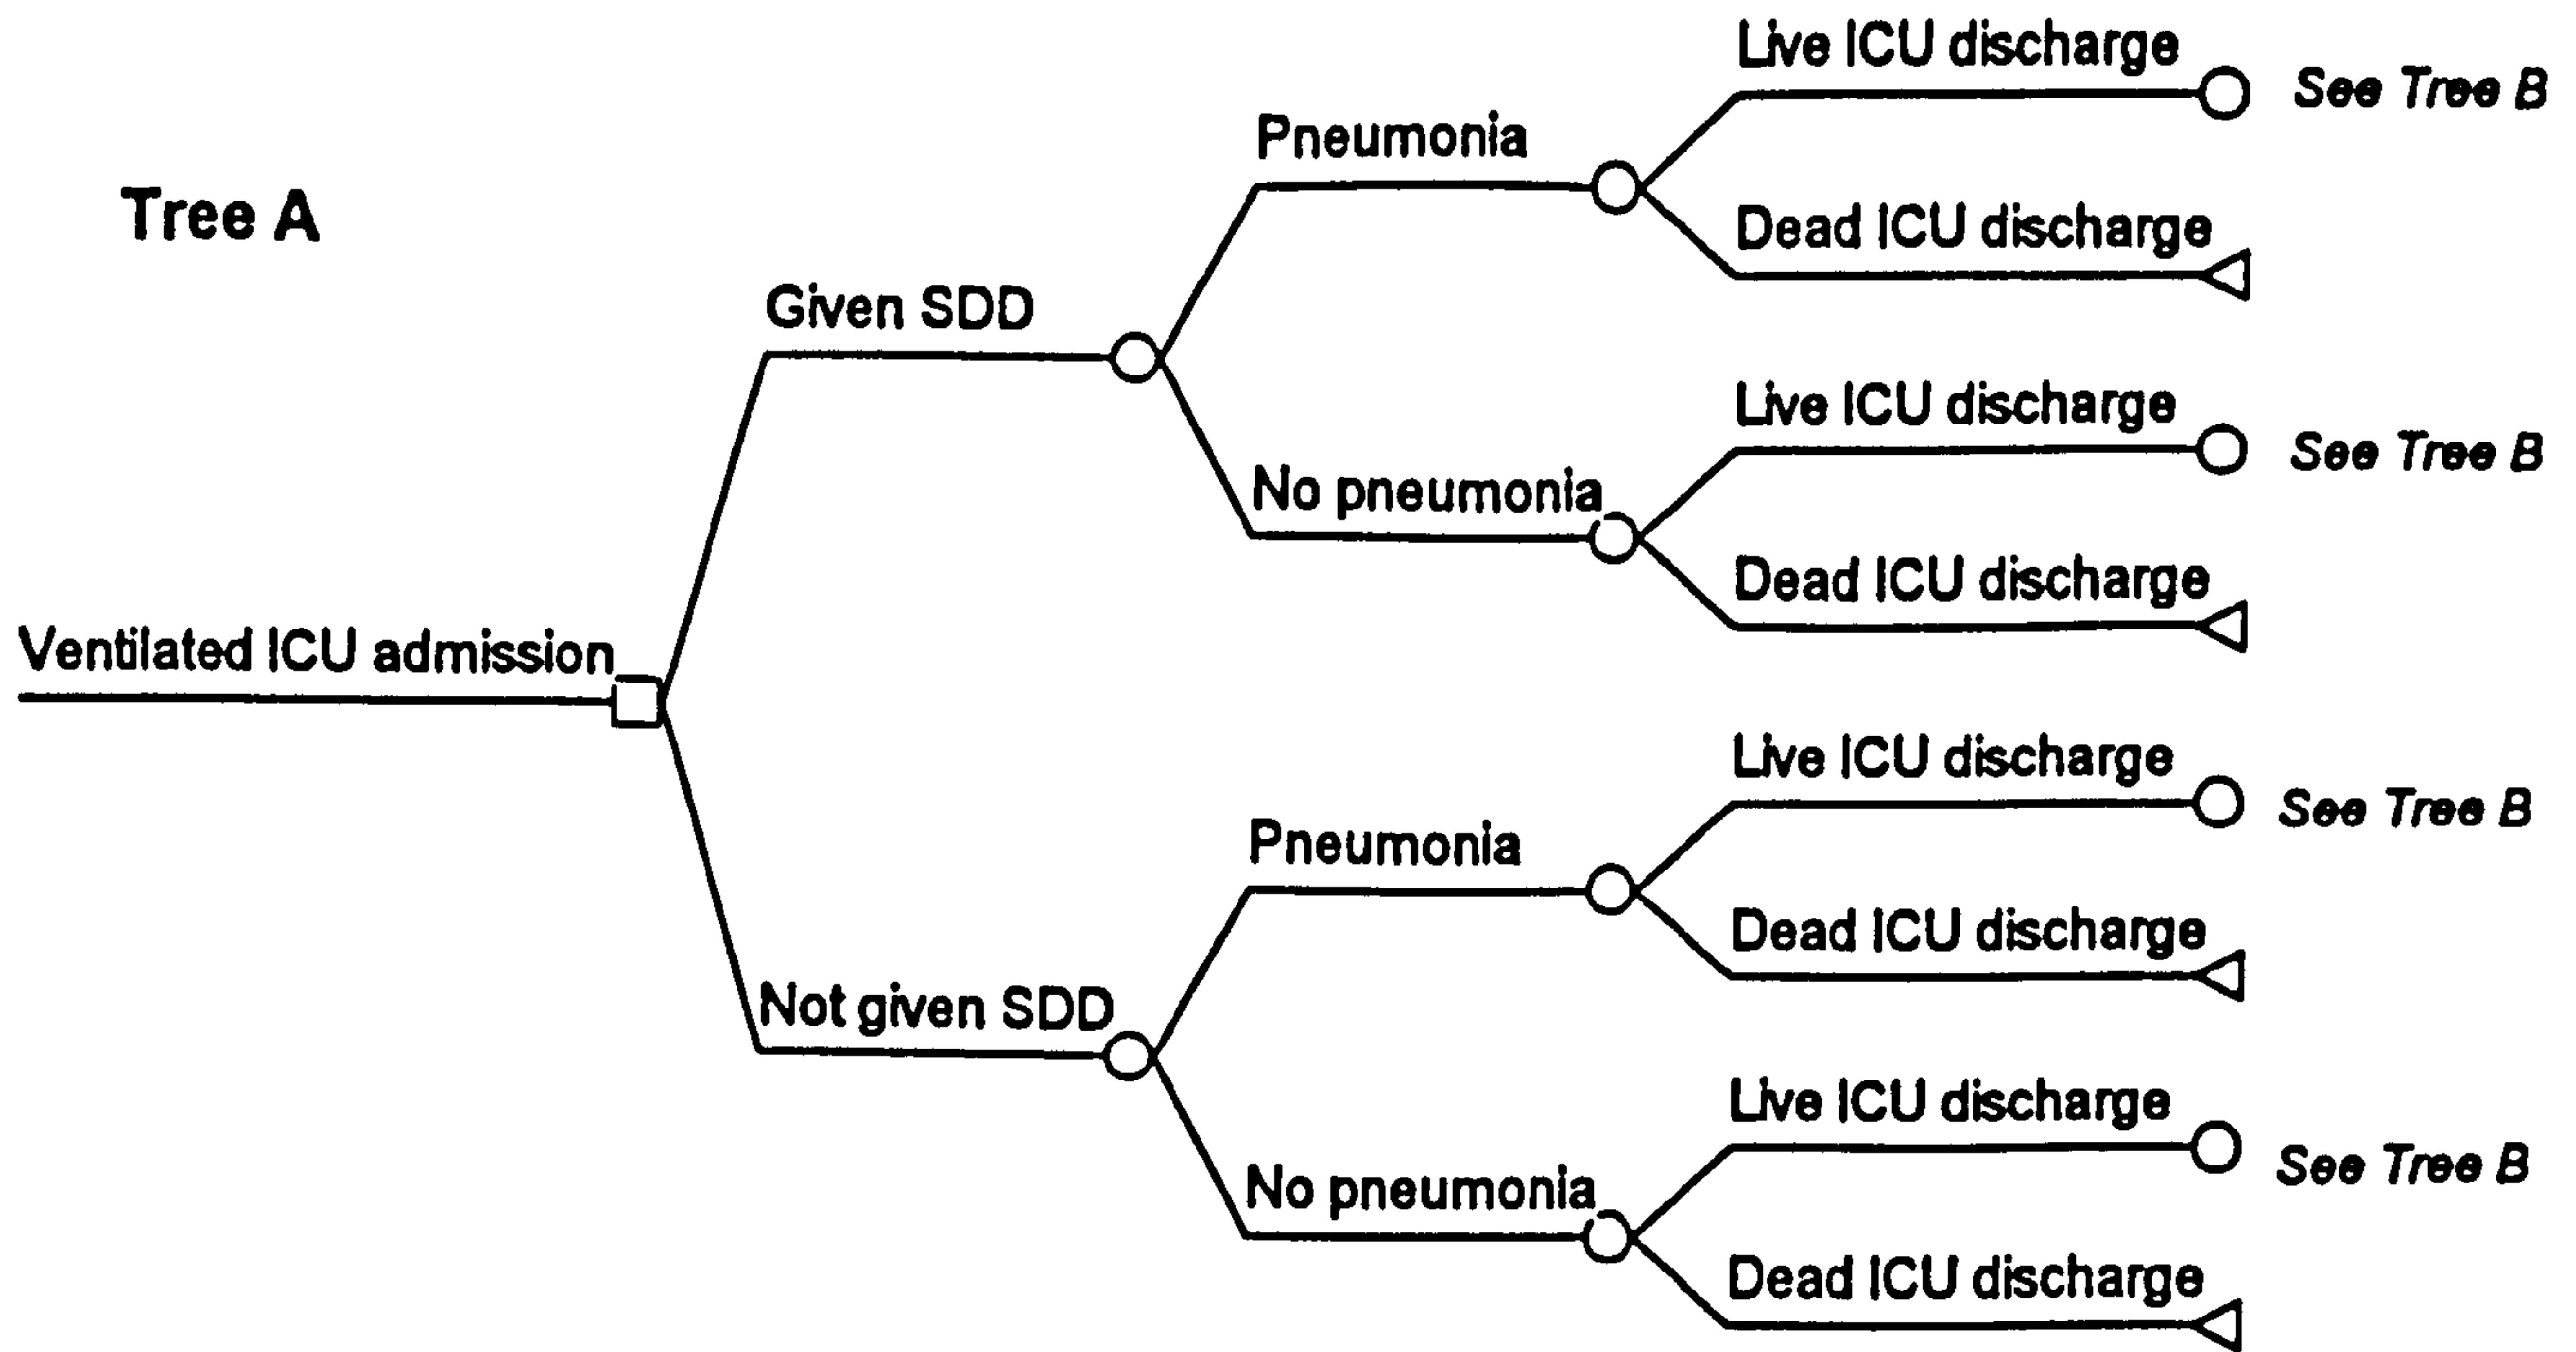 Tree A
Ventilated ICU admission
Given SDD
Pneumonia
Live ICU discharge
See Tree B
Dead ICU discharge
No pneumonia
Live ICU discharge
See Tree B
Dead ICU discharge
Not given SDD
Pneumonia
Live ICU discharge
See Tree B
Dead ICU discharge
No pneumonia
Live ICU discharge
See Tree B
Dead ICU discharge